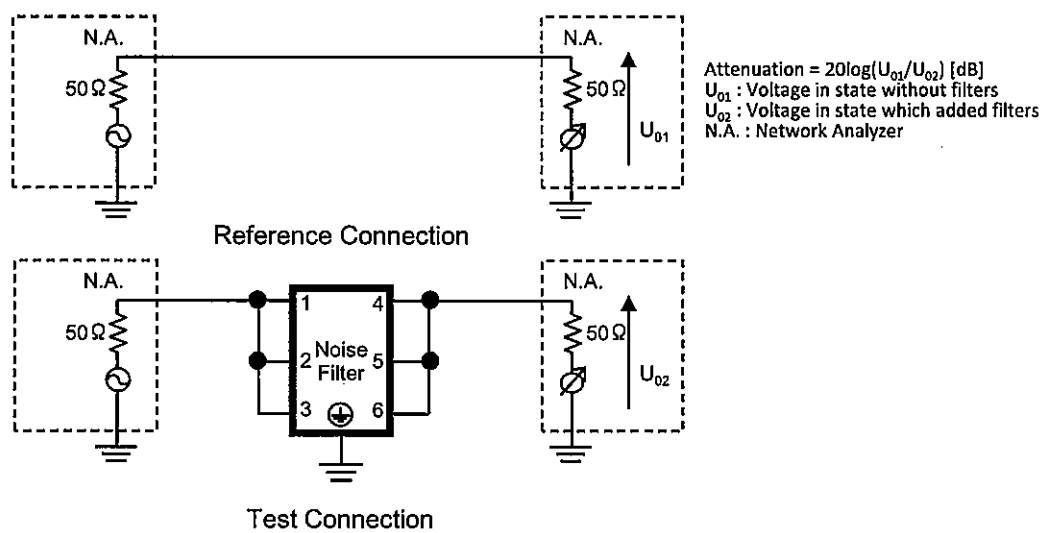 N.A.
50Ω
N.A.
50Ω
U01
Attenuation = 20log(U01/U02) [dB]
U01 : Voltage in state without filters
U02 : Voltage in state which added filters
N.A. : Network Analyzer
Reference Connection
N.A.
50Ω
1
4
2
Noise
Filter
5
3
6
N.A.
50Ω
U02
Test Connection